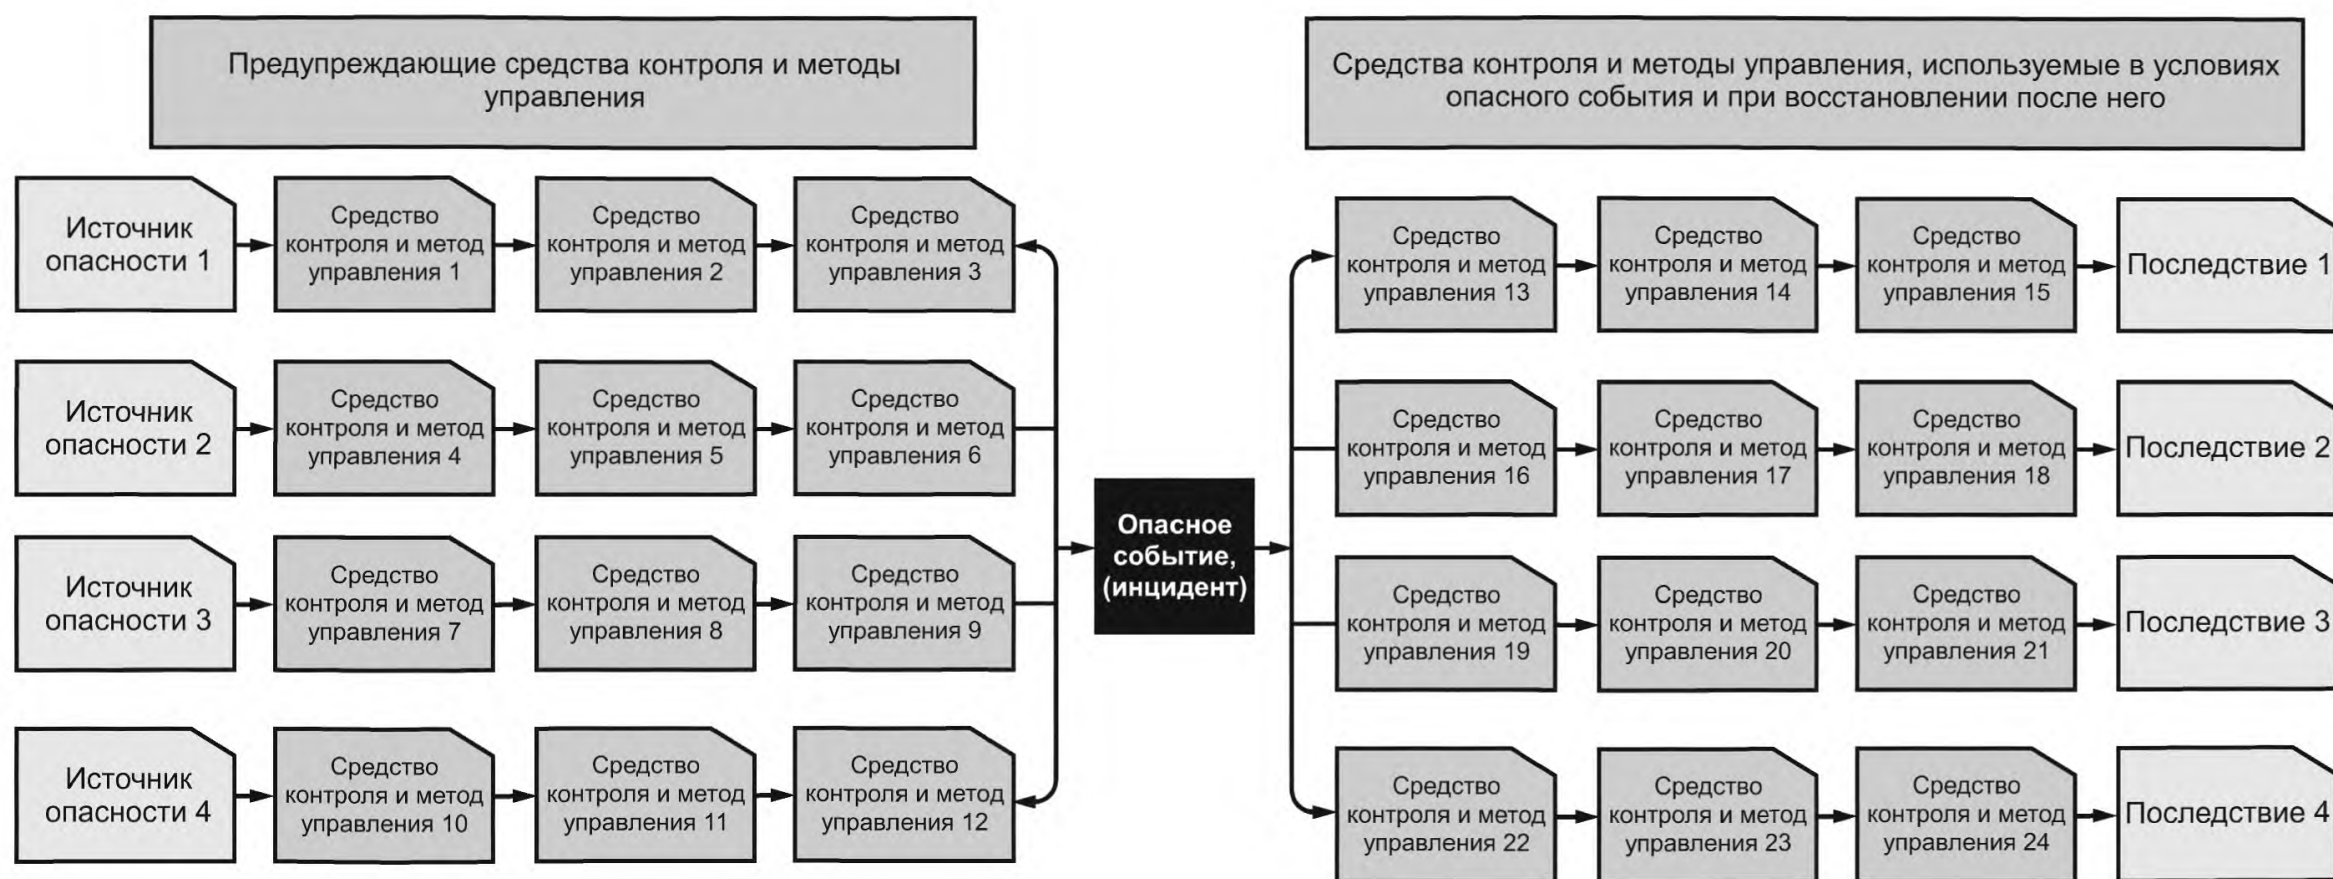 Предупреждающие средства контроля и методы
управления
Средства контроля и методы управления, используемые в условиях
опасного события и при восстановлении после него
Источник
опасности 1
Средство
контроля и метод
управления 1
Средство
контроля и метод
управления 2
Средство
контроля и метод
управления 3
Источник
опасности 2
Средство
контроля и метод
управления 4
Средство
контроля и метод
управления 5
Средство
контроля и метод
управления 6
Источник
опасности 3
Средство
контроля и метод
управления 7
Средство
контроля и метод
управления 8
Средство
контроля и метод
управления 9
Источник
опасности 4
Средство
контроля и метод
управления 10
Средство
контроля и метод
управления 11
Средство
контроля и метод
управления 12
Опасное
событие,
(инцидент)
Средство
контроля и метод
управления 13
Средство
контроля и метод
управления 14
Средство
контроля и метод
управления 15
Последствие 1
Средство
контроля и метод
управления 16
Средство
контроля и метод
управления 17
Средство
контроля и метод
управления 18
Последствие 2
Средство
контроля и метод
управления 19
Средство
контроля и метод
управления 20
Средство
контроля и метод
управления 21
Последствие 3
Средство
контроля и метод
управления 22
Средство
контроля и метод
управления 23
Средство
контроля и метод
управления 24
Последствие 4